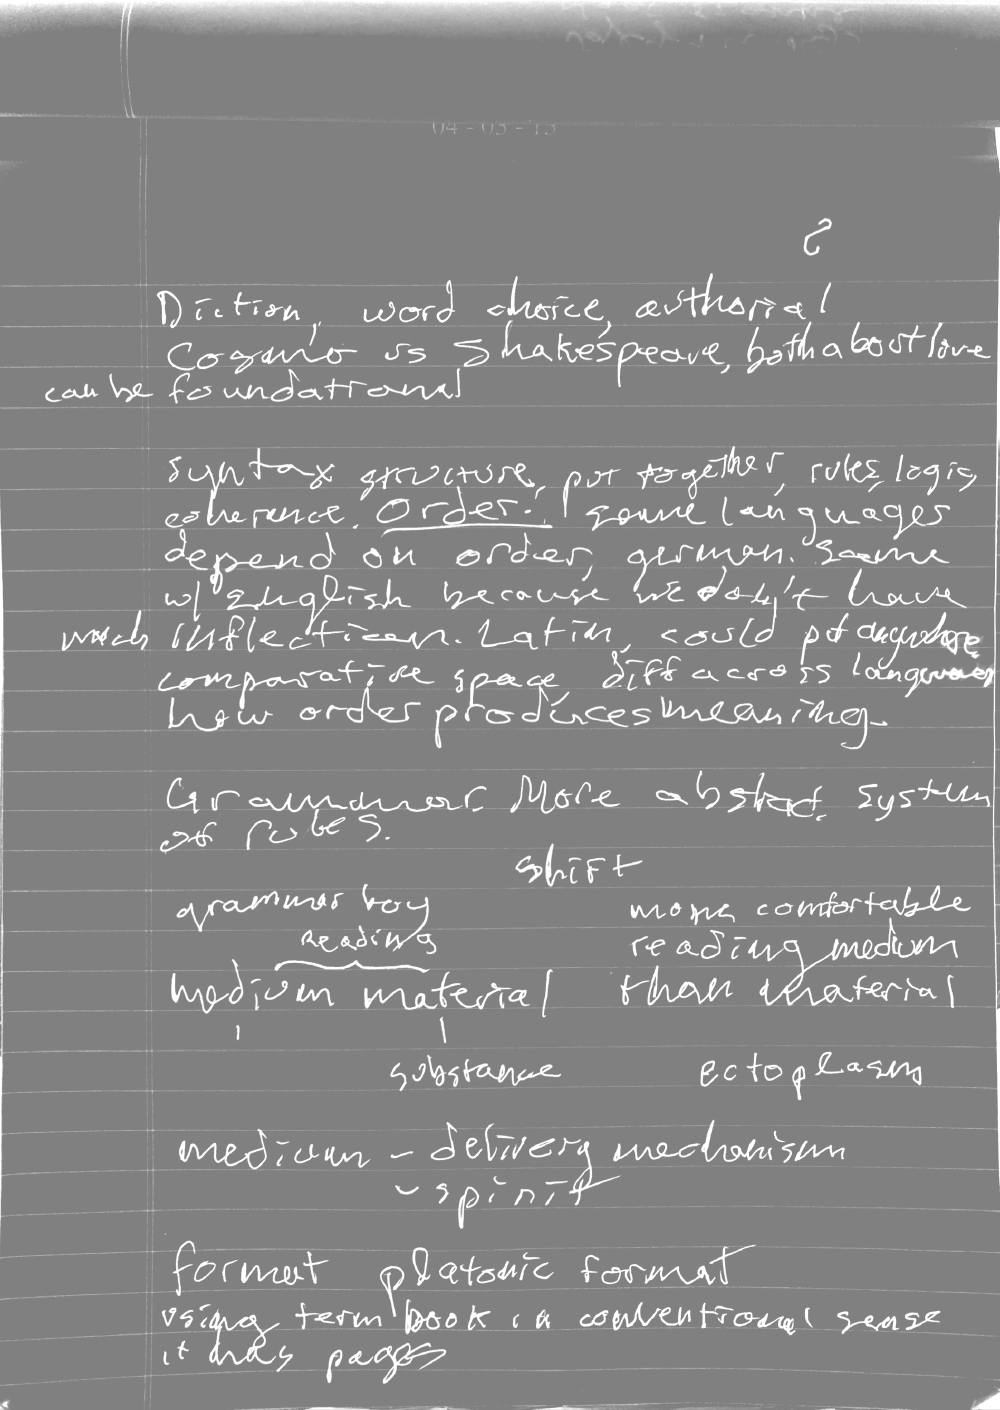 04-03-13
Diction, word choice, authorial
Cosmo vs Shakespeare, both about love
can be foundational
syntax structure, put together, rules, logic,
coherence. Order. Some languages
depend on order, german. Same
w/ English because we don't have
much inflection. Latin, could put anywhere
comparative space, diff across languages
how order produces meaning.
Grammar. More abstract. System
of rules.
shift
grammar boy
reading
medium material
more comfortable
reading medium
than material
substance ectoplasm
medium - delivery mechanism
- spirit
format platonic format
using term book in conventional sense
it has pages